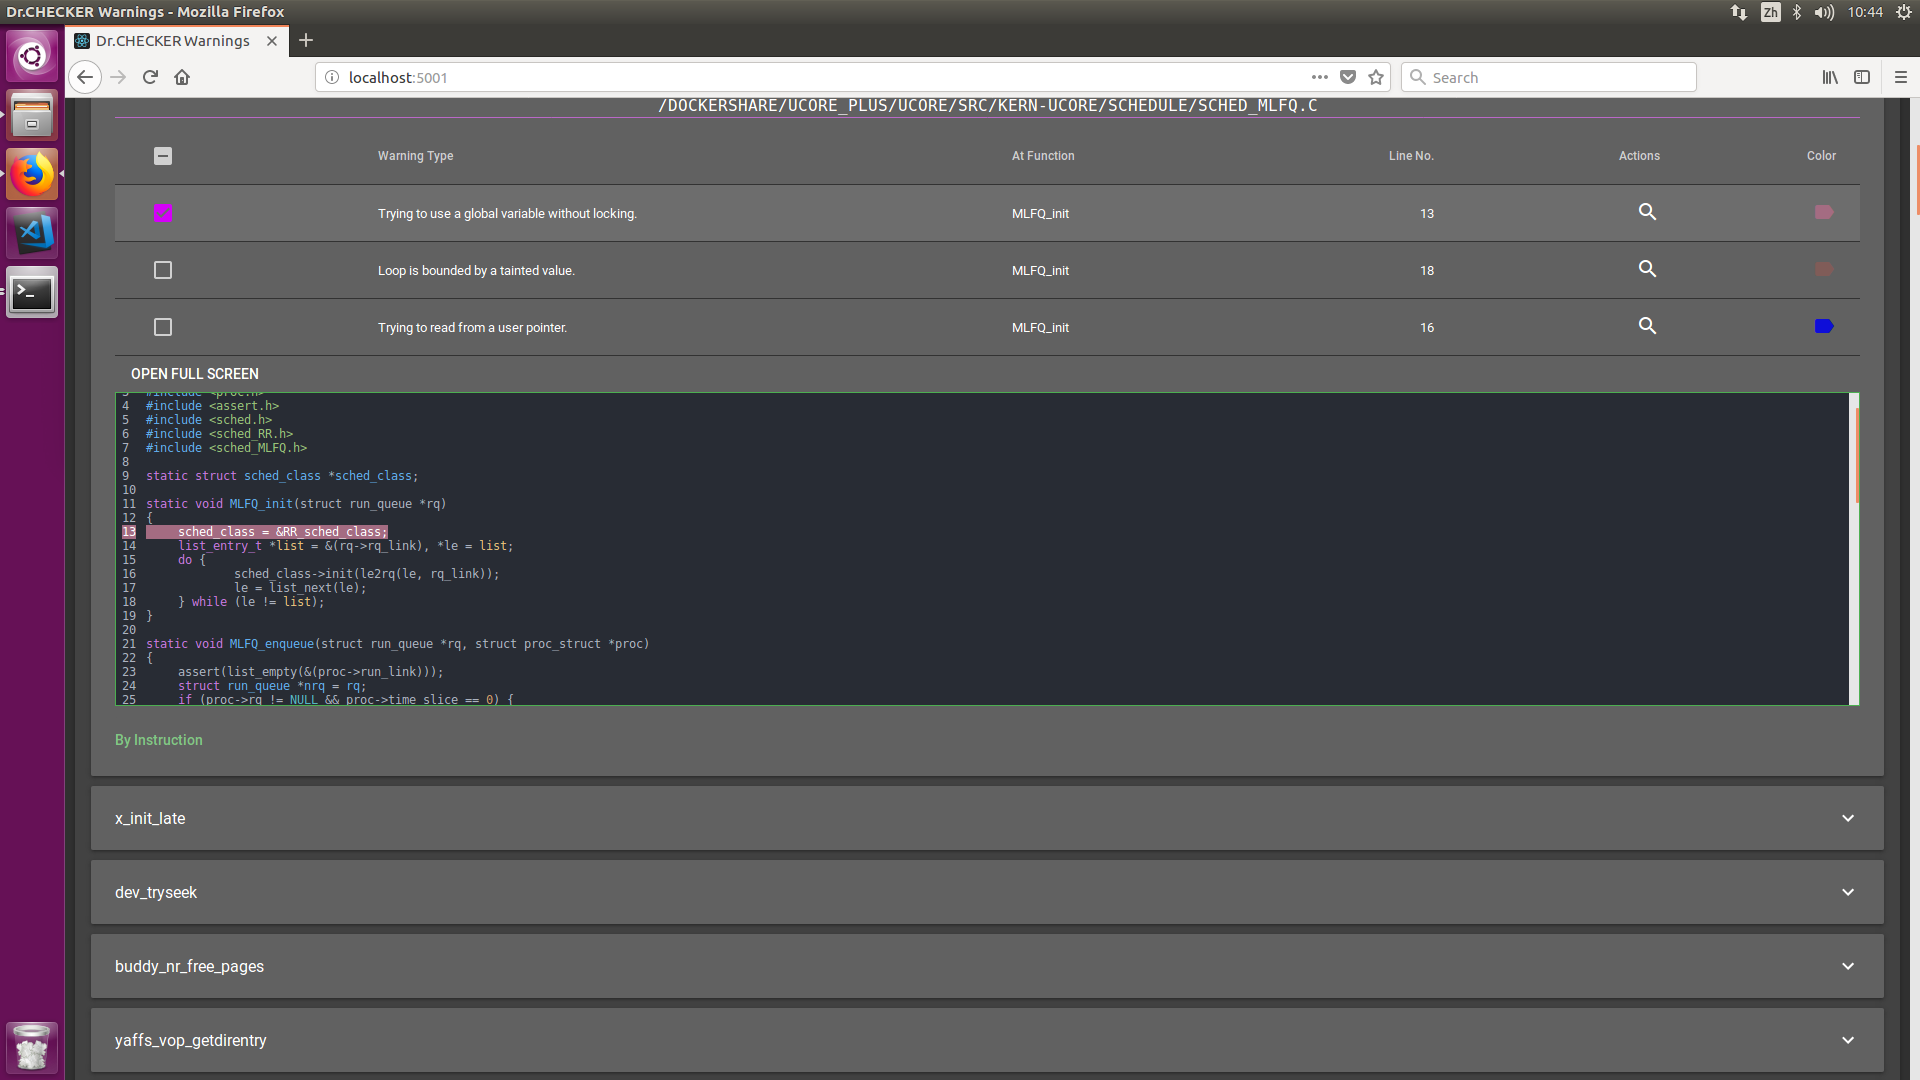 Dr.CHECKER Warnings - Mozilla Firefox
Zh
10:44
Dr.CHECKER Warnings
localhost:5001
Search
/DOCKERSHARE/UCORE_PLUS/UCORE/SRC/KERN-UCORE/SCHEDULE/SCHED_MLFQ.C
Warning Type At Function Line No. Actions Color
Trying to use a global variable without locking. MLFQ_init 13
Loop is bounded by a tainted value. MLFQ_init 18
Trying to read from a user pointer. MLFQ_init 16
OPEN FULL SCREEN
3 #include <proc.h>
4 #include <assert.h>
5 #include <sched.h>
6 #include <sched_RR.h>
7 #include <sched_MLFQ.h>
8
9 static struct sched_class *sched_class;
10
11 static void MLFQ_init(struct run_queue *rq)
12 {
13 sched_class = &RR_sched_class;
14 list_entry_t *list = &(rq->rq_link), *le = list;
15 do {
16 sched_class->init(le2rq(le, rq_link));
17 le = list_next(le);
18 } while (le != list);
19 }
20
21 static void MLFQ_enqueue(struct run_queue *rq, struct proc_struct *proc)
22 {
23 assert(list_empty(&(proc->run_link)));
24 struct run_queue *nrq = rq;
25 if (proc->rq != NULL && proc->time_slice == 0) {
By Instruction
x_init_late
dev_tryseek
buddy_nr_free_pages
yaffs_vop_getdirentry